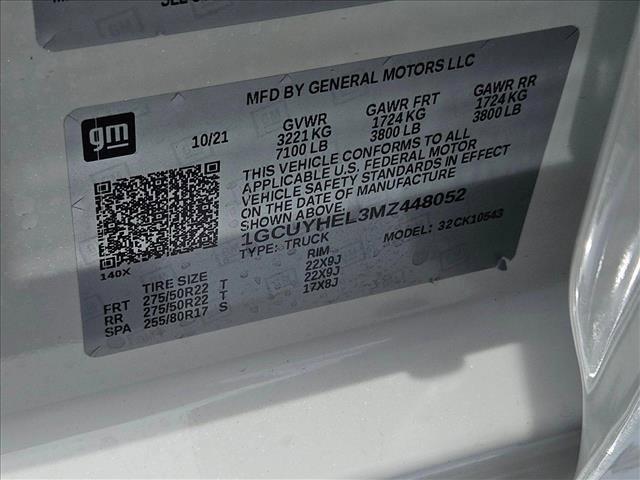 MFD BY GENERAL MOTORS LLC
gm
10/21
GVWR GAWR FRT GAWR RR
3221 KG 1724 KG 1724 KG
7100 LB 3800 LB 3800 LB
THIS VEHICLE CONFORMS TO ALL
APPLICABLE U.S. FEDERAL MOTOR
VEHICLE SAFETY STANDARDS IN EFFECT
ON THE DATE OF MANUFACTURE
SHOWN ABOVE.
1GCUYHEL3MZ448052
TYPE: TRUCK MODEL: 32CK10543
140X
TIRE SIZE RIM
FRT 275/50R22 T 22X9J
RR 275/50R22 T 22X9J
SPA 255/80R17 S 17X8J